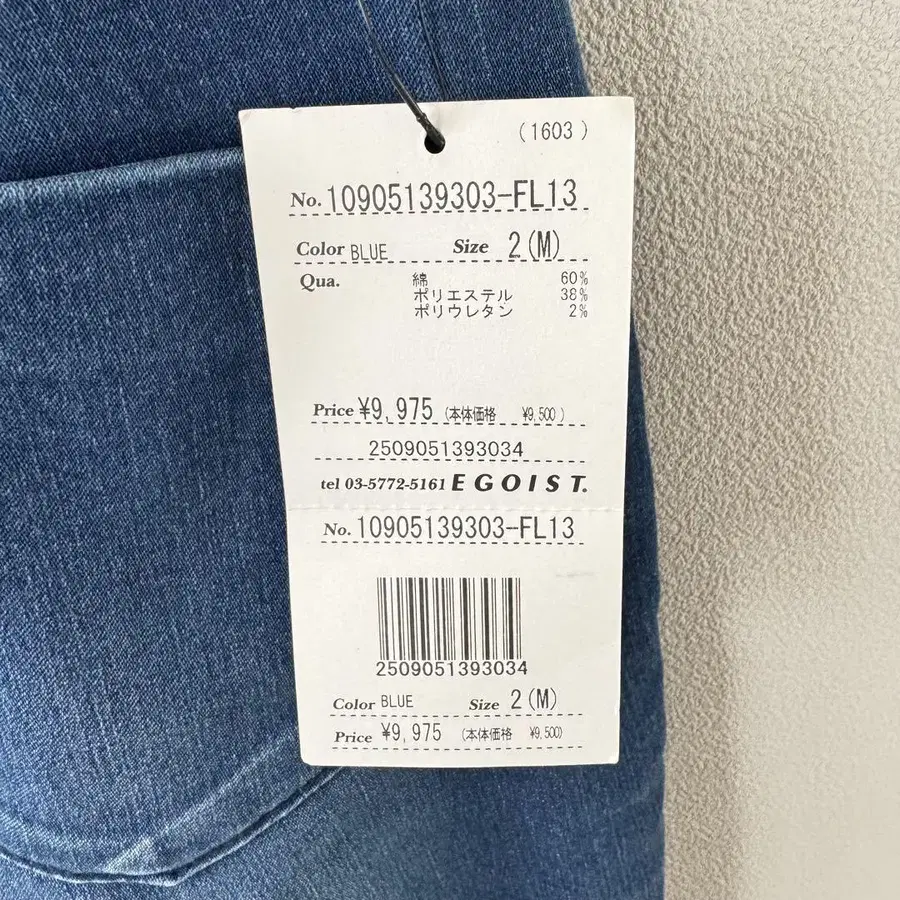 (1603)
No. 10905139303-FL13
Color BLUE Size 2(M)
Qua. 綿 60%
ポリエステル 38%
ポリウレタン 2%
Price ¥9,975 (本体価格 ¥9,500)
2509051393034
tel 03-5772-5161 EGOIST.
No. 10905139303-FL13
2509051393034
Color BLUE Size 2(M)
Price ¥9,975 (本体価格 ¥9,500)